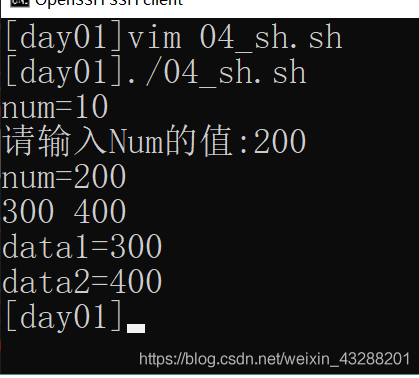 OpenSSH SSH client
[day01]vim 04_sh.sh
[day01]./04_sh.sh
num=10
请输入Num的值:200
num=200
300 400
data1=300
data2=400
[day01]
https://blog.csdn.net/weixin_43288201